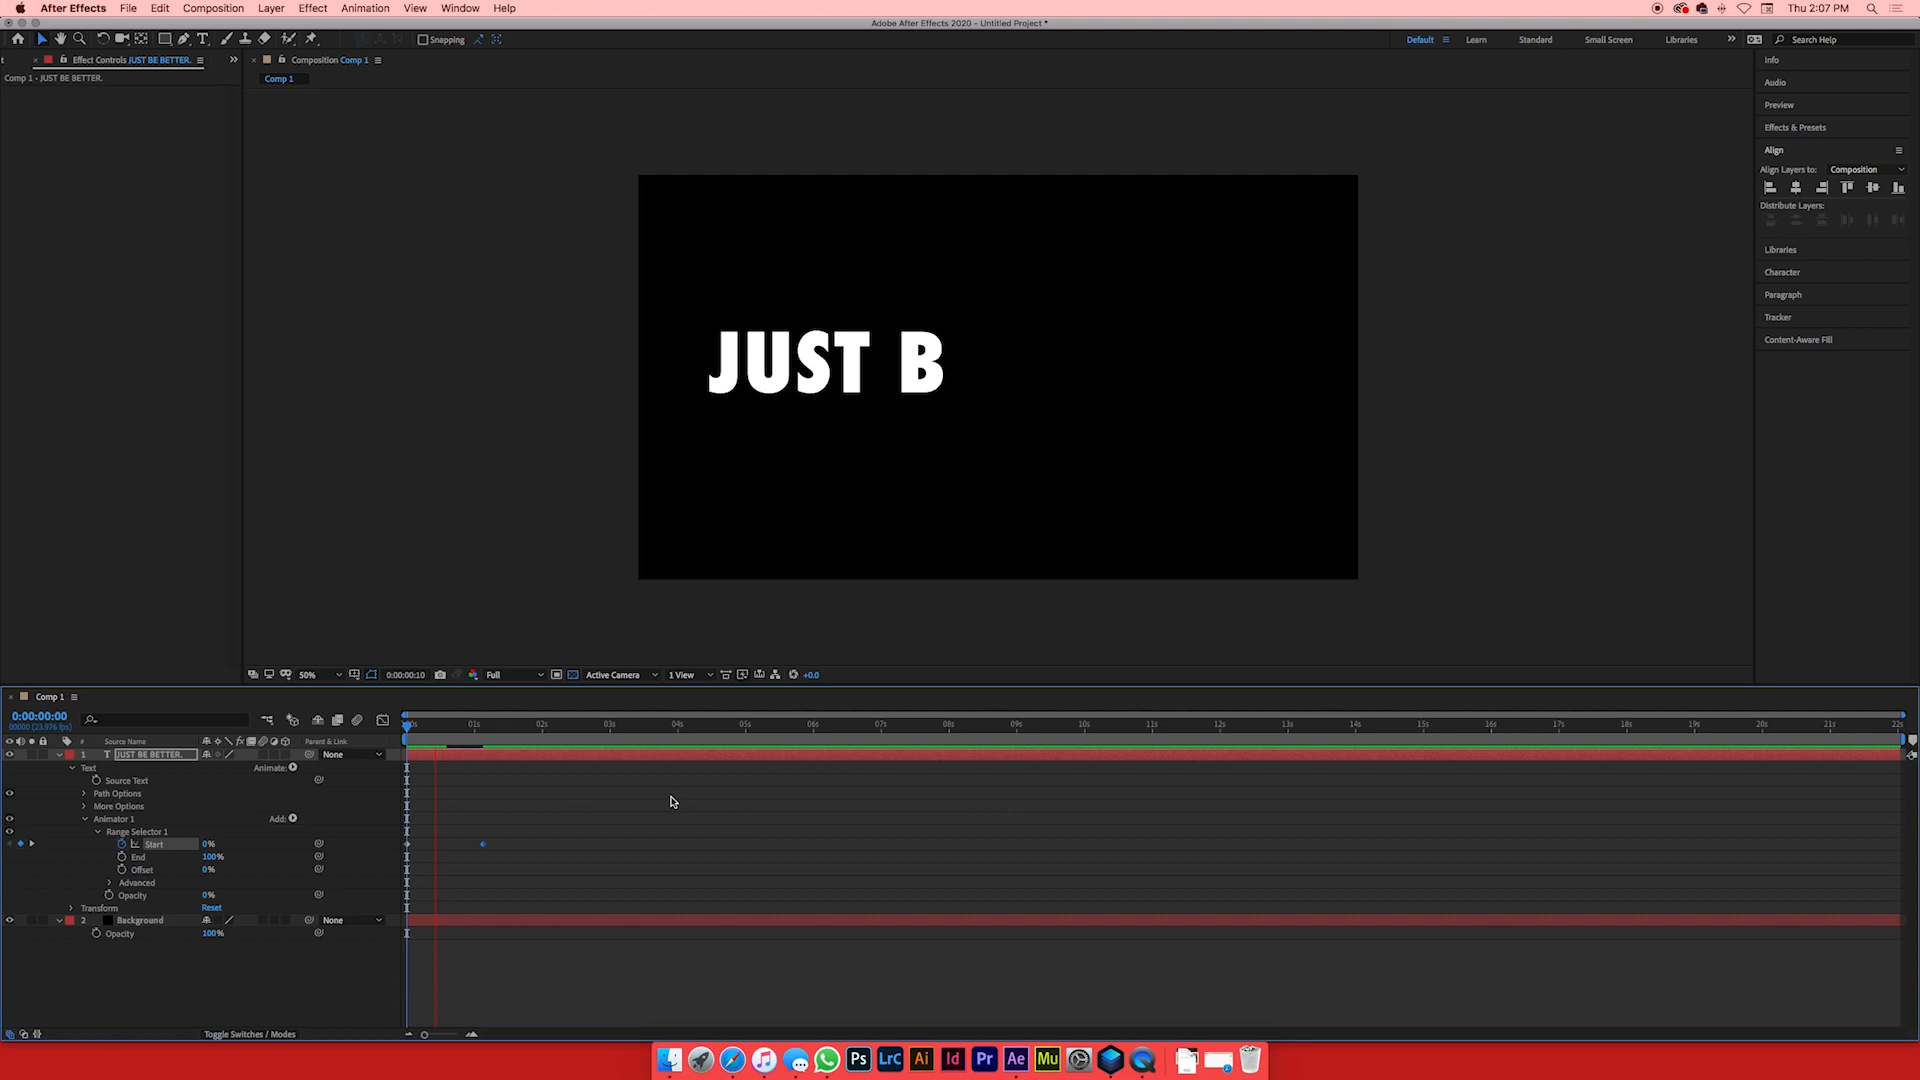 After Effects File Edit Composition Layer Effect Animation View Window Help Thu 2:07 PM
Adobe After Effects 2020 - Untitled Project *
Snapping Default Learn Standard Small Screen Libraries Search Help
Effect Controls JUST BE BETTER. Composition Comp 1 Info
Comp 1 • JUST BE BETTER. Comp 1
Audio
Preview
Effects & Presets
Align
Align Layers to: Composition
Distribute Layers:
Libraries
Character
Paragraph
Tracker
Content-Aware Fill
JUST B
50% 0:00:00:10 Full Active Camera 1 View +0.0
Comp 1
0:00:00:00
00000 (23.976 fps)
01s 02s 03s 04s 05s 06s 07s 08s 09s 10s 11s 12s 13s 14s 15s 16s 17s 18s 19s 20s 21s 22s
# Source Name fx Parent & Link
1 T JUST BE BETTER. None
Text Animate:
Source Text
Path Options
More Options
Animator 1 Add:
Range Selector 1
Start 0%
End 100%
Offset 0%
Advanced
Opacity 0%
Transform Reset
2 Background None
Opacity 100%
Toggle Switches / Modes
Ps LrC Ai Id Pr Ae Mu